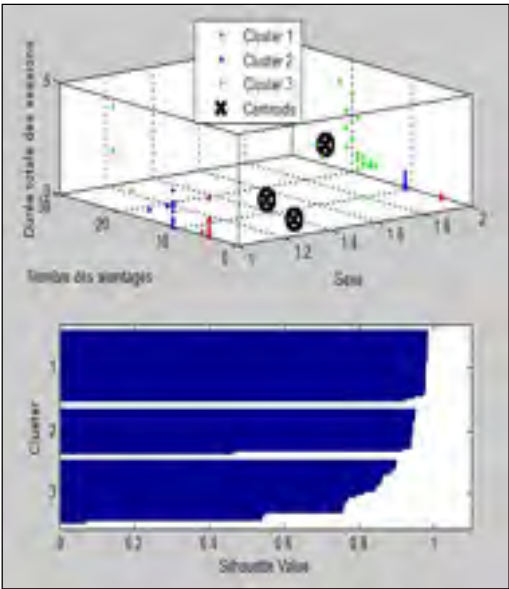 Cluster 1
Cluster 2
Cluster 3
Centroids
Durée totale des sessions
5
20
10
0
1
1.2
1.4
1.6
1.8
2
Nombre des montages
Sexe
Cluster
1
2
3
0
0.2
0.4
0.6
0.8
1
Silhouette Value